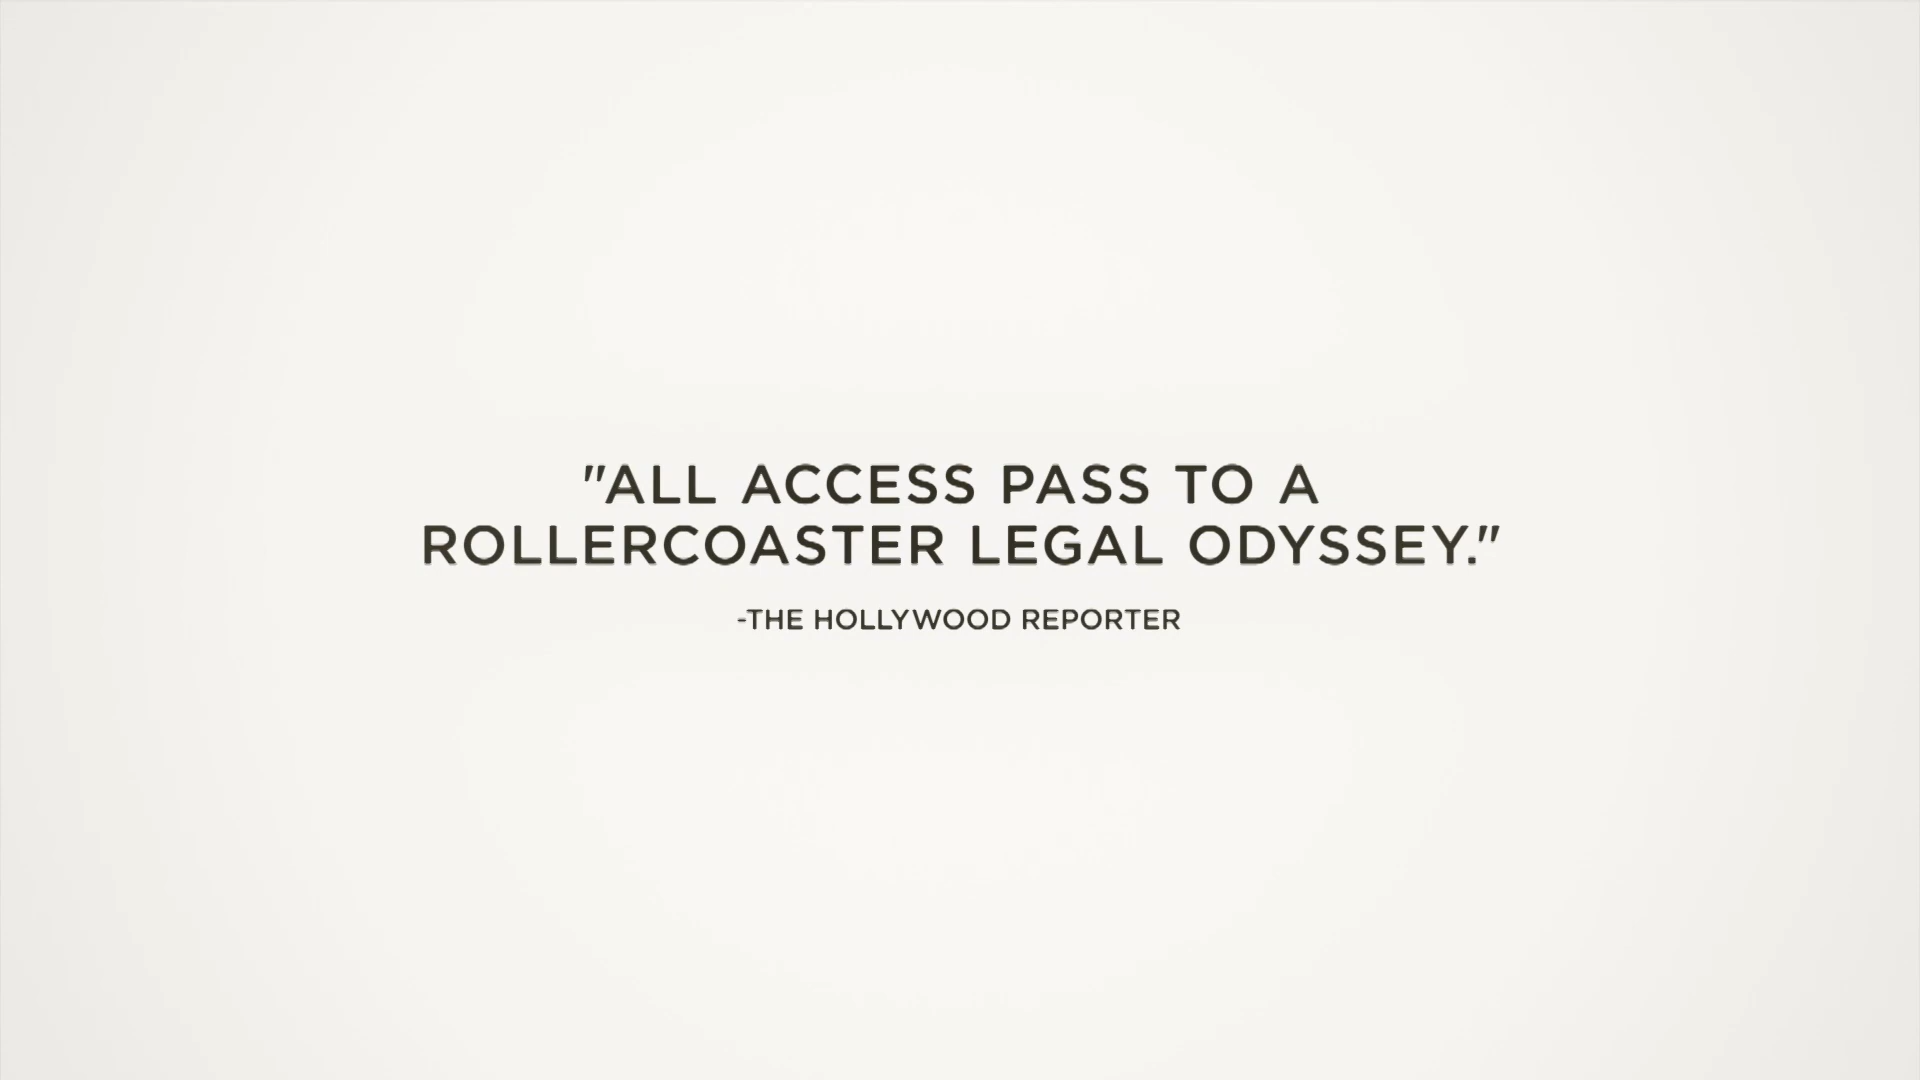 "ALL ACCESS PASS TO A
ROLLERCOASTER LEGAL ODYSSEY."
-THE HOLLYWOOD REPORTER